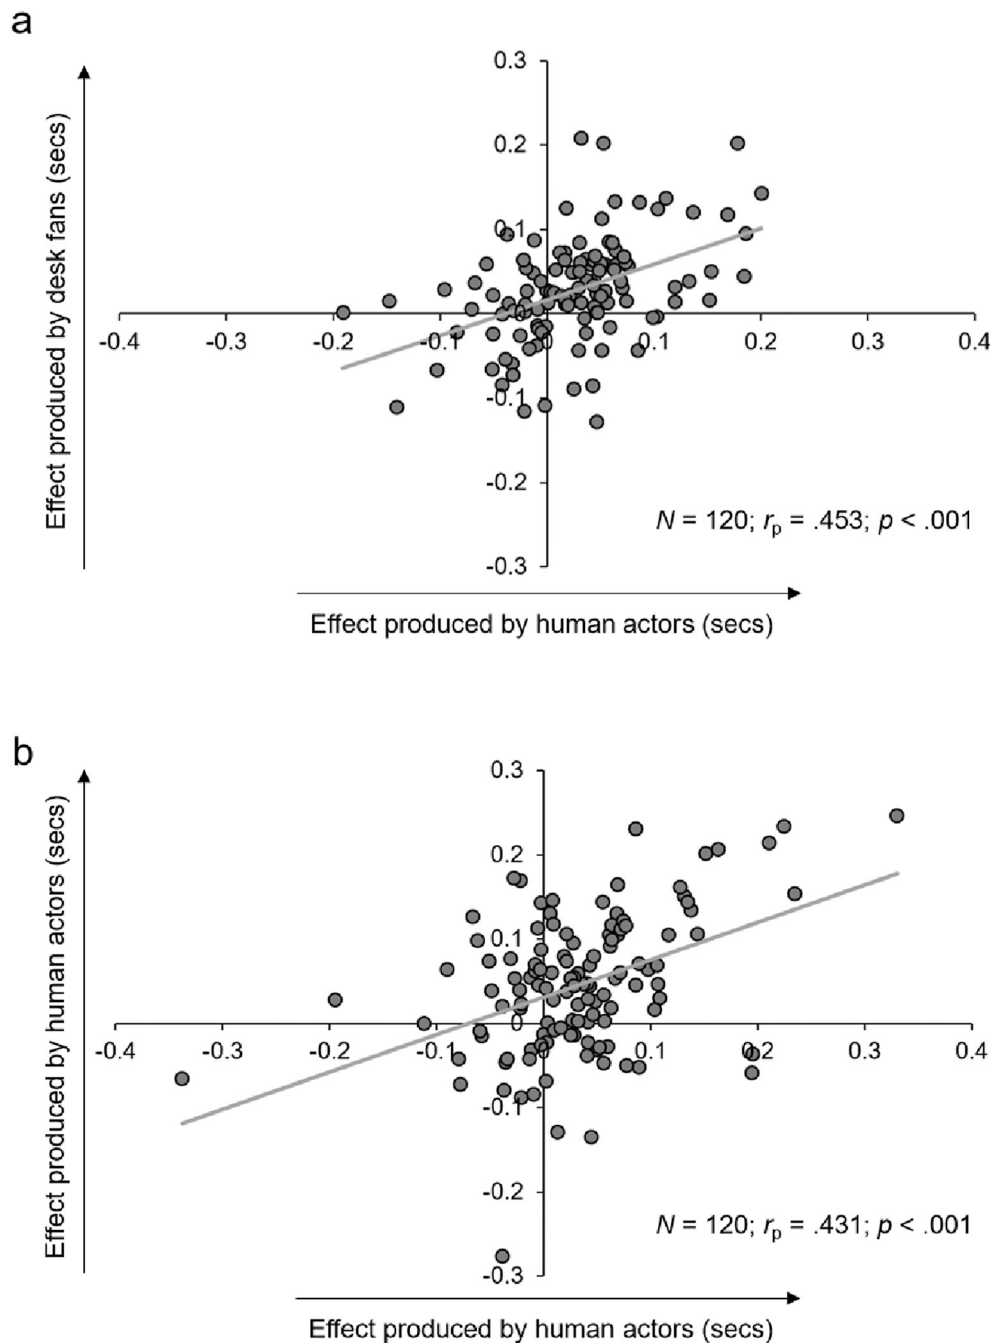 a
Effect produced by desk fans (secs)
0.3
0.2
0.1
0
-0.4 -0.3 -0.2 -0.1 0 0.1 0.2 0.3 0.4
-0.1
-0.2
N = 120; rp = .453; p < .001
-0.3
Effect produced by human actors (secs)
b
Effect produced by human actors (secs)
0.3
0.2
0.1
0
-0.4 -0.3 -0.2 -0.1 0 0.1 0.2 0.3 0.4
-0.1
-0.2
N = 120; rp = .431; p < .001
-0.3
Effect produced by human actors (secs)